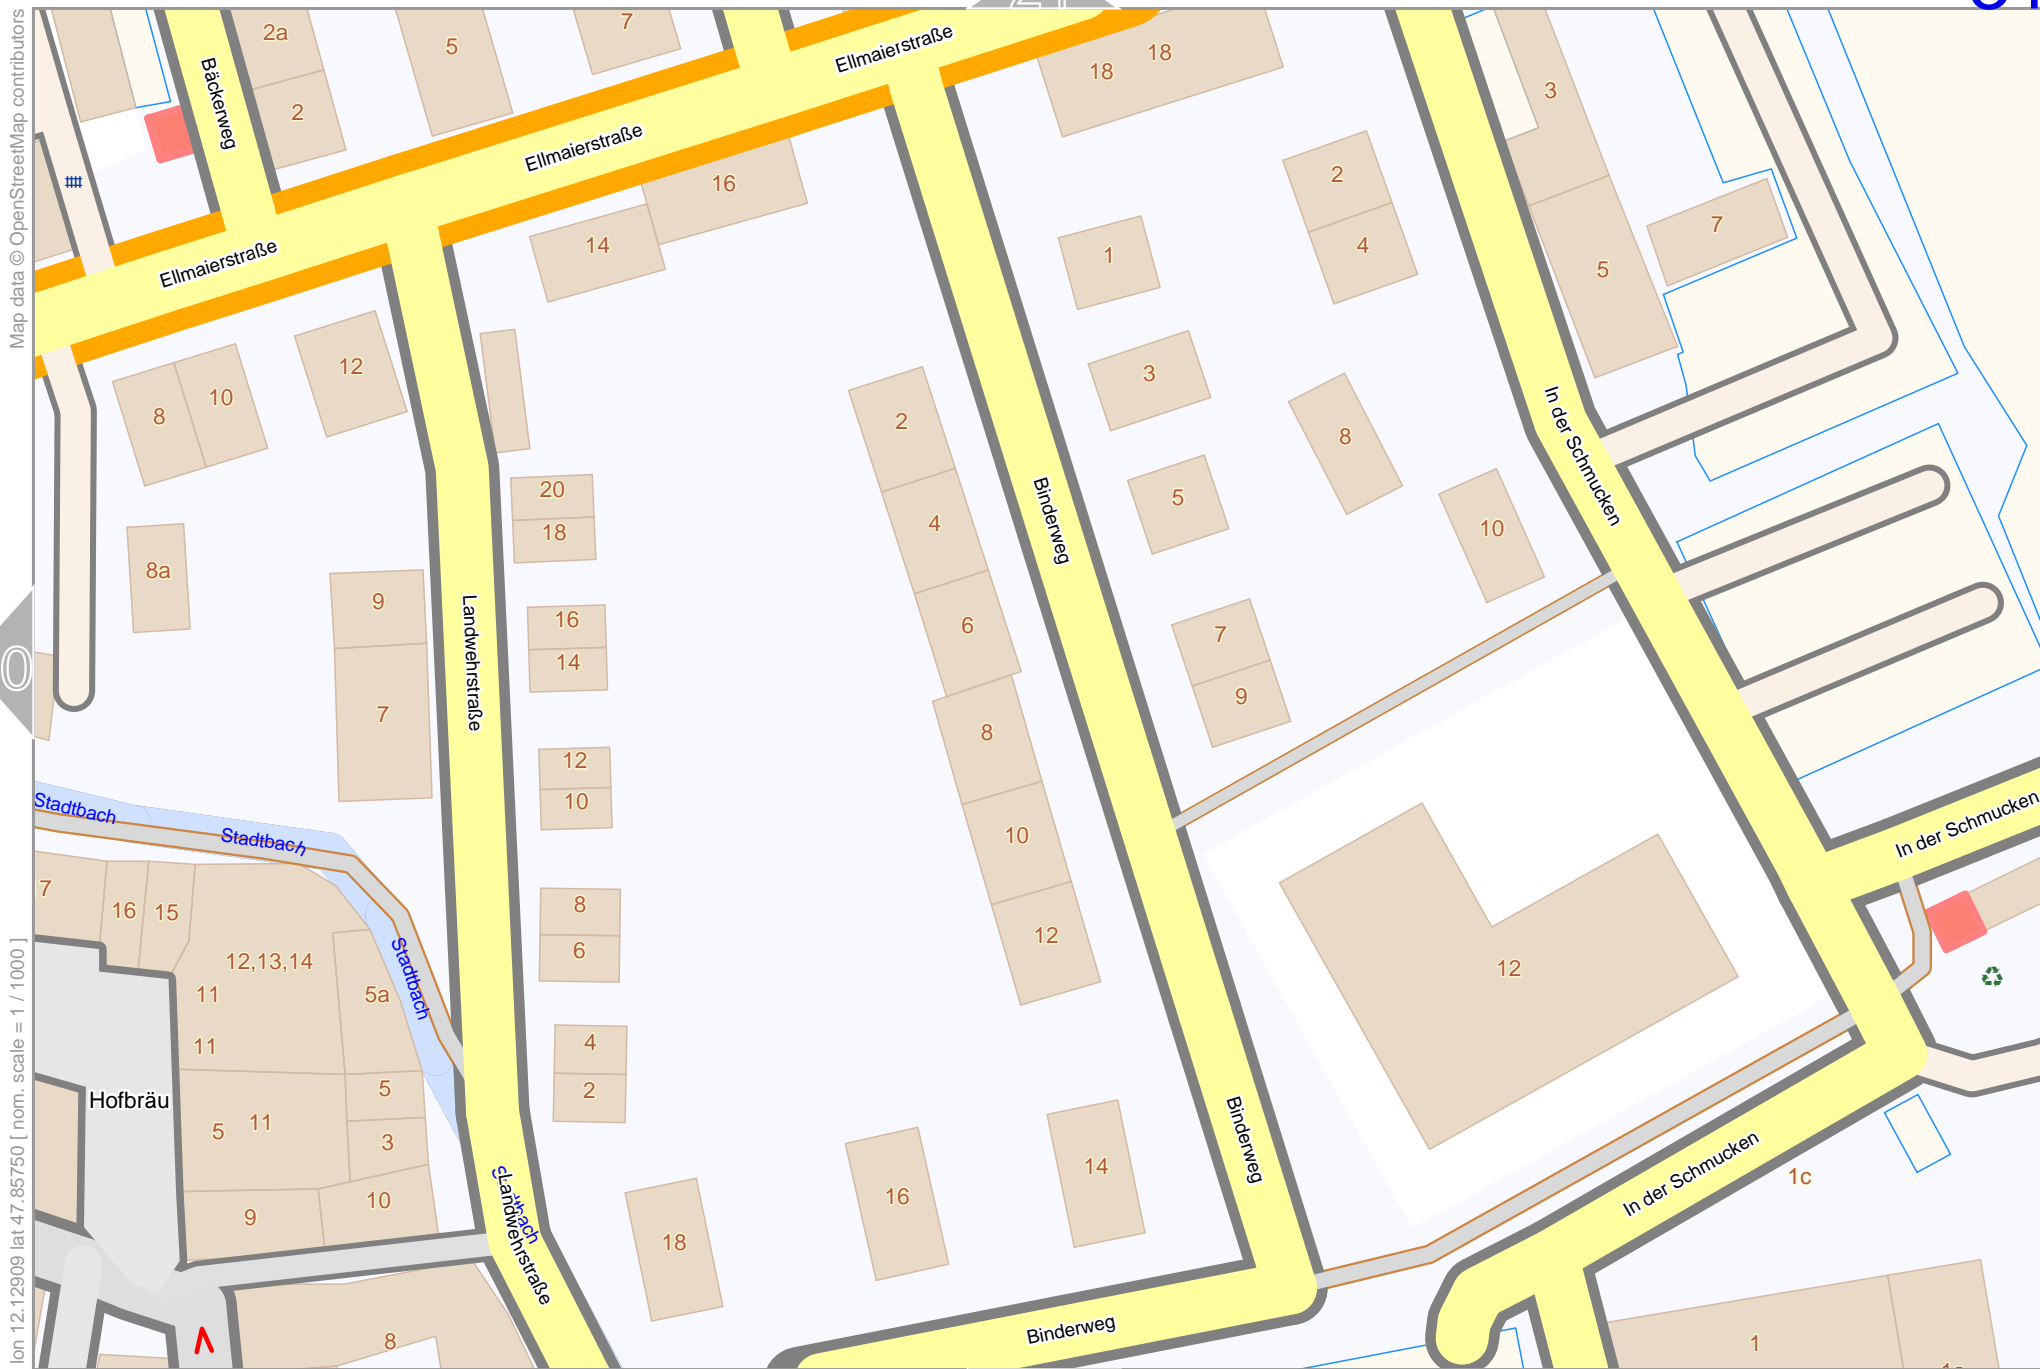 2a
5
7
Bäckerweg
2
Ellmaierstraße
18
18
3
Ellmaierstraße
16
2
14
Ellmaierstraße
1
4
7
5
12
8
10
3
2
8
In der Schmucken
20
18
4
5
10
Binderweg
8a
9
16
14
6
7
9
Landwehrstraße
7
8
12
10
10
Stadtbach
Stadtbach
In der Schmucken
7
16
15
8
6
12
12,13,14
11
5a
Stadtbach
12
11
4
5
2
Hofbräu
5
11
3
Binderweg
14
1c
In der Schmucken
10
16
9
18
Stadtbach
Landwehrstraße
Binderweg
8
1
Map data © OpenStreetMap contributors
lon 12.12909 lat 47.85750 [ nom. scale = 1 / 1000 ]
0